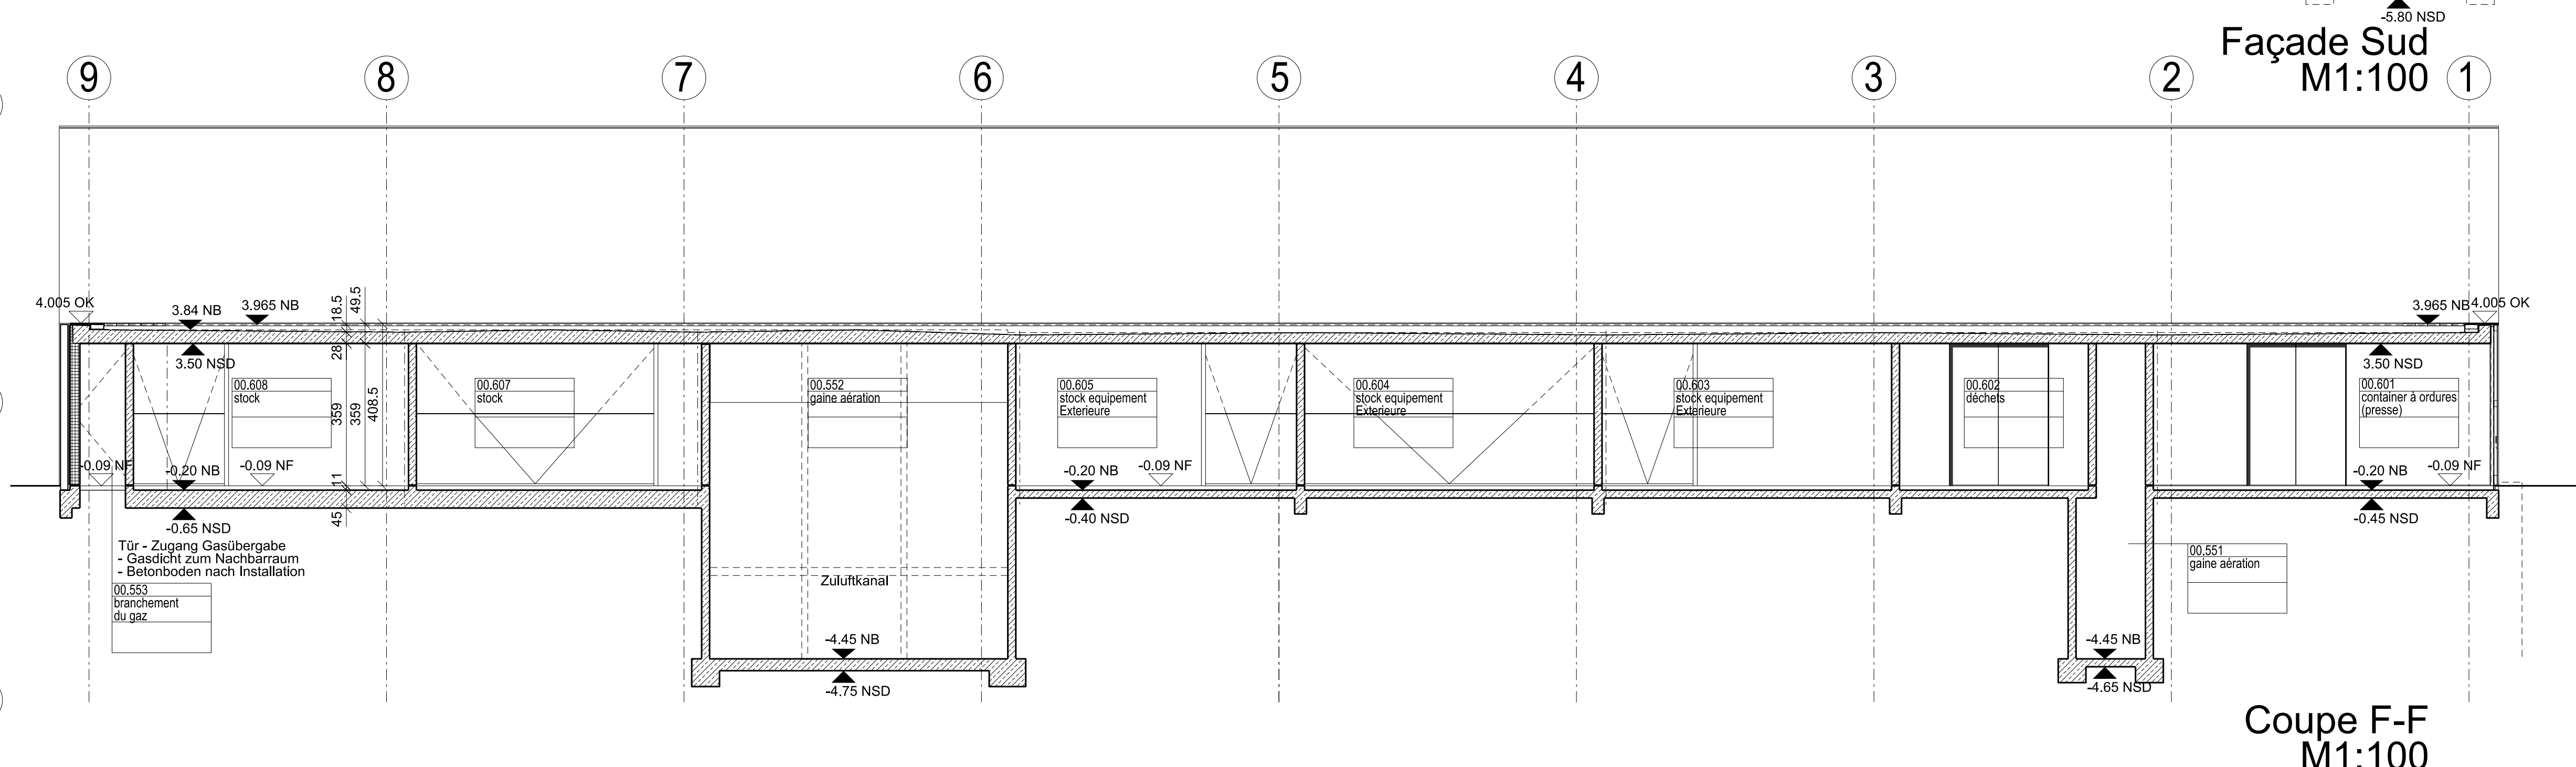 -5.80 NSD
Façade Sud
M1:100
9
8
7
6
5
4
3
2
1
4.005 OK
3.84 NB
3.965 NB
18.5
49.5
3.965 NB
4.005 OK
3.50 NSD
28
3.50 NSD
00.608
stock
00.607
stock
00.552
gaine aération
00.605
stock equipement
Exterieure
00.604
stock equipement
Exterieure
00.603
stock equipement
Exterieure
00.602
déchets
00.601
container à ordures
(presse)
359
359
408.5
-0.09 NF
-0.20 NB
-0.09 NF
11
-0.20 NB
-0.09 NF
-0.20 NB
-0.09 NF
-0.65 NSD
45
-0.40 NSD
-0.45 NSD
Tür - Zugang Gasübergabe
- Gasdicht zum Nachbarraum
- Betonboden nach Installation
00.553
branchement
du gaz
Zuluftkanal
00.551
gaine aération
-4.45 NB
-4.75 NSD
-4.45 NB
-4.65 NSD
Coupe F-F
M1:100